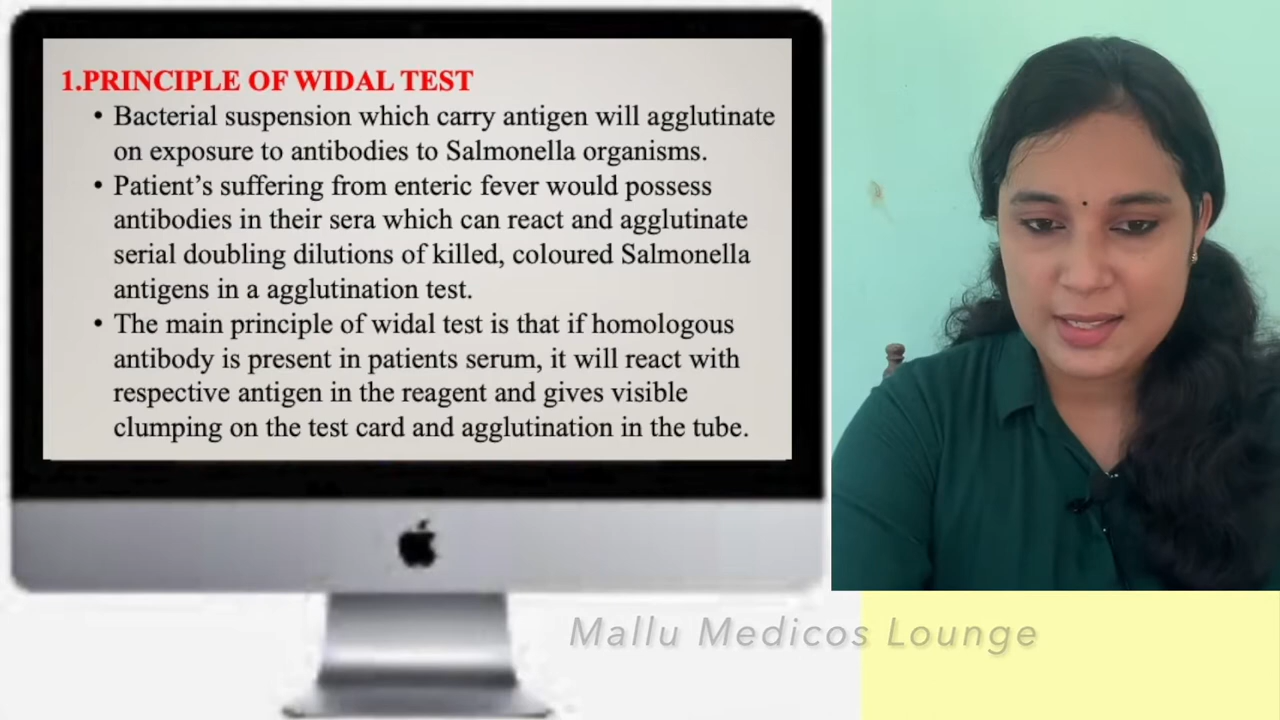 1.PRINCIPLE OF WIDAL TEST
• Bacterial suspension which carry antigen will agglutinate
on exposure to antibodies to Salmonella organisms.
• Patient’s suffering from enteric fever would possess
antibodies in their sera which can react and agglutinate
serial doubling dilutions of killed, coloured Salmonella
antigens in a agglutination test.
• The main principle of widal test is that if homologous
antibody is present in patients serum, it will react with
respective antigen in the reagent and gives visible
clumping on the test card and agglutination in the tube.
Mallu Medicos Lounge